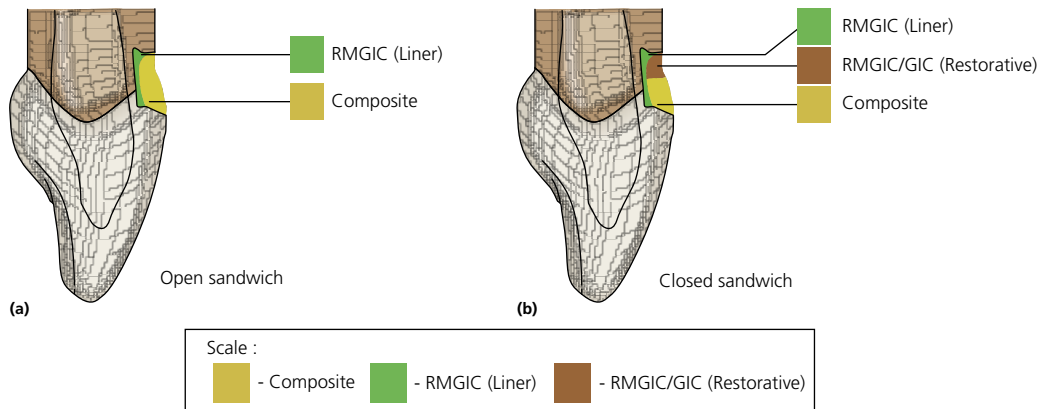 RMGIC (Liner)
Composite
Open sandwich
(a)
RMGIC (Liner)
RMGIC/GIC (Restorative)
Composite
Closed sandwich
(b)
Scale :
- Composite - RMGIC (Liner) - RMGIC/GIC (Restorative)